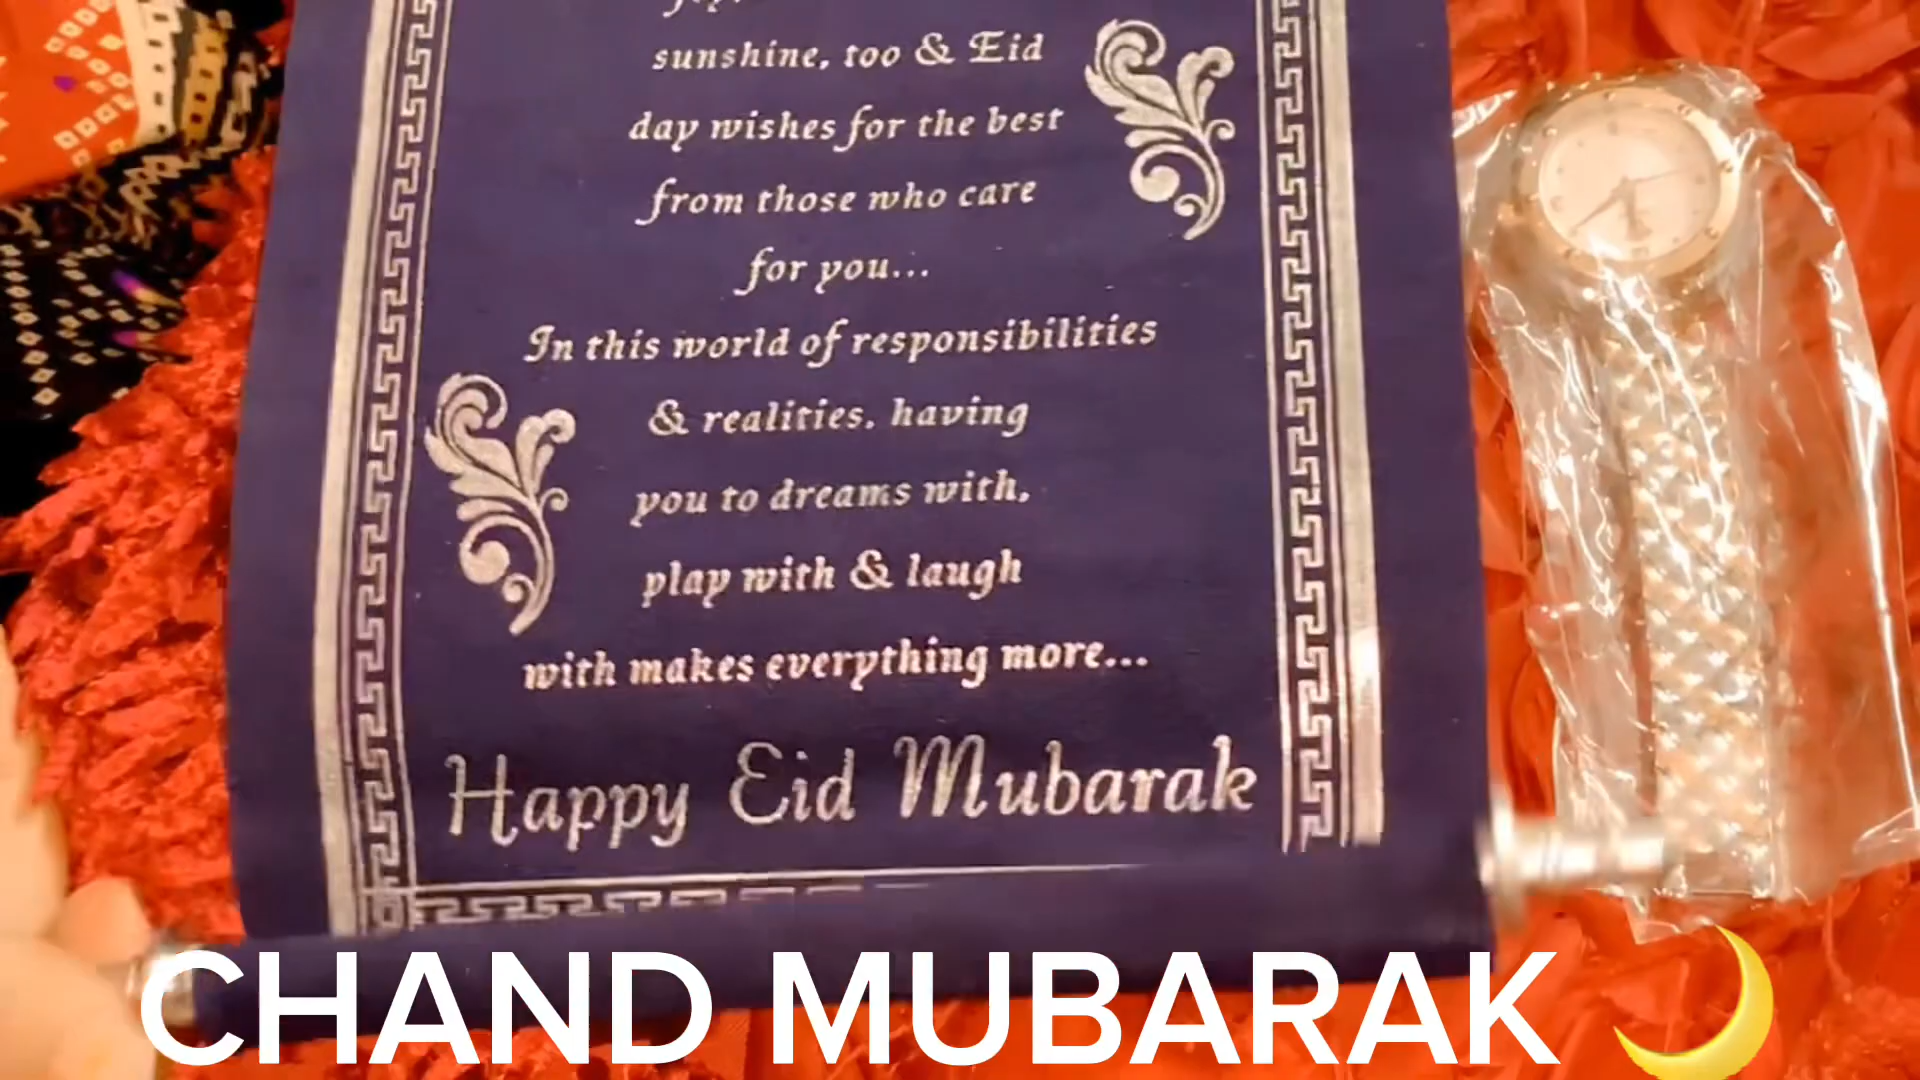 sunshine, too & Eid
day wishes for the best
from those who care
for you...
In this world of responsibilities
& realities. having
you to dreams with,
play with & laugh
with makes everything more...
Happy Eid Mubarak
CHAND MUBARAK 🌙